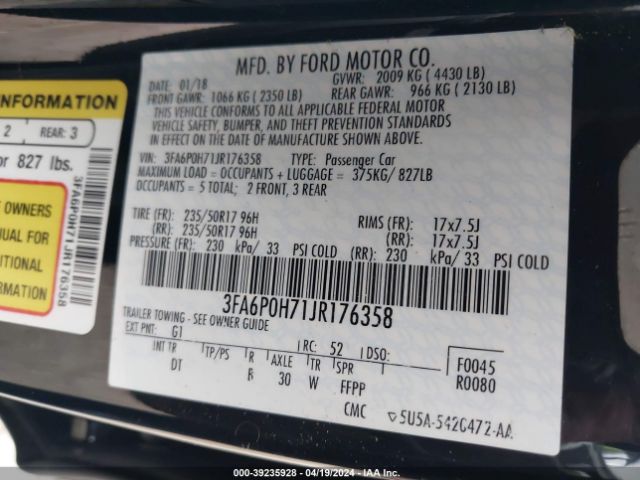 INFORMATION
2 REAR: 3
or 827 lbs.
E OWNERS
NUAL FOR
DITIONAL
ORMATION
3FA6P0H71JR176358
MFD. BY FORD MOTOR CO.
DATE: 01/18 GVWR: 2009 KG ( 4430 LB)
FRONT GAWR: 1066 KG ( 2350 LB) REAR GAWR: 966 KG ( 2130 LB)
THIS VEHICLE CONFORMS TO ALL APPLICABLE FEDERAL MOTOR
VEHICLE SAFETY, BUMPER, AND THEFT PREVENTION STANDARDS
IN EFFECT ON THE DATE OF MANUFACTURE SHOWN ABOVE.
VIN: 3FA6P0H71JR176358 TYPE: Passenger Car
MAXIMUM LOAD = OCCUPANTS + LUGGAGE = 375KG/ 827LB
OCCUPANTS = 5 TOTAL; 2 FRONT, 3 REAR
TIRE (FR): 235/50R17 96H RIMS (FR): 17x7.5J
(RR): 235/50R17 96H (RR): 17x7.5J
PRESSURE (FR): 230 kPa/ 33 PSI COLD (RR): 230 kPa/ 33 PSI COLD
3FA6P0H71JR176358
TRAILER TOWING - SEE OWNER GUIDE
EXT PNT: G1 RC: 52 DSO:
INT TR TP/PS R AXLE TR SPR F0045
DT 30 W FFPP R0080
CMC
000-39235928 - 04/19/2024 - IAA Inc.